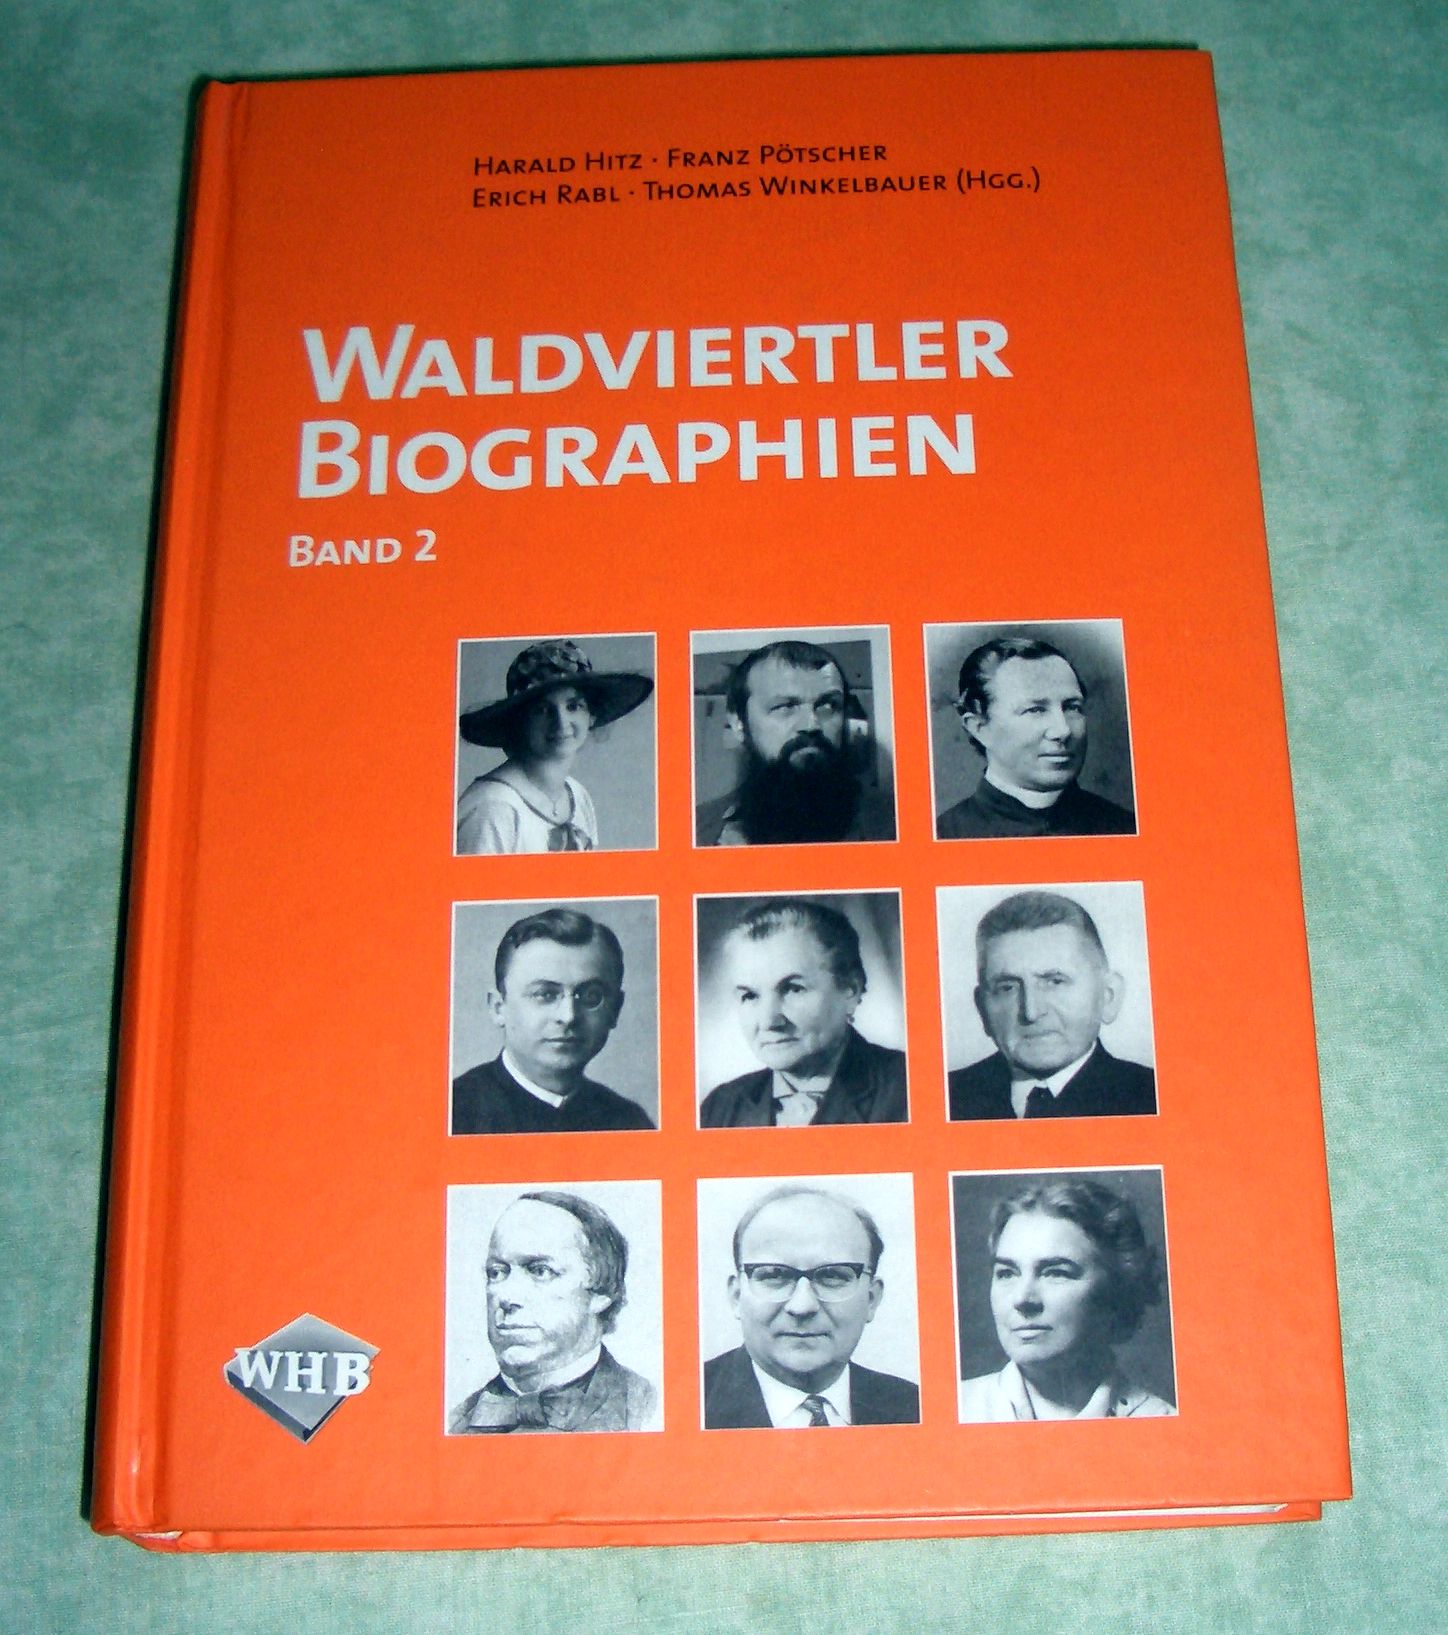 HARALD HITZ · FRANZ PÖTSCHER
ERICH RABL · THOMAS WINKELBAUER (HGG.)
WALDVIERTLER
BIOGRAPHIEN
BAND 2
WHB